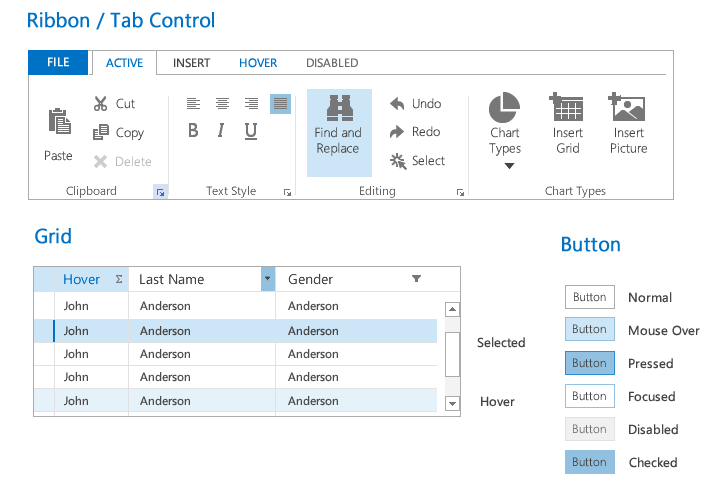 Ribbon / Tab Control
FILE ACTIVE INSERT HOVER DISABLED
Paste
Cut
Copy
Delete
Clipboard
B I U
Text Style
Find and
Replace
Undo
Redo
Select
Editing
Chart
Types
Insert
Grid
Insert
Picture
Chart Types
Grid
Hover Σ Last Name Gender
John Anderson Anderson
John Anderson Anderson
John Anderson Anderson
John Anderson Anderson
John Anderson Anderson
Selected
Hover
Button
Button Normal
Button Mouse Over
Button Pressed
Button Focused
Button Disabled
Button Checked